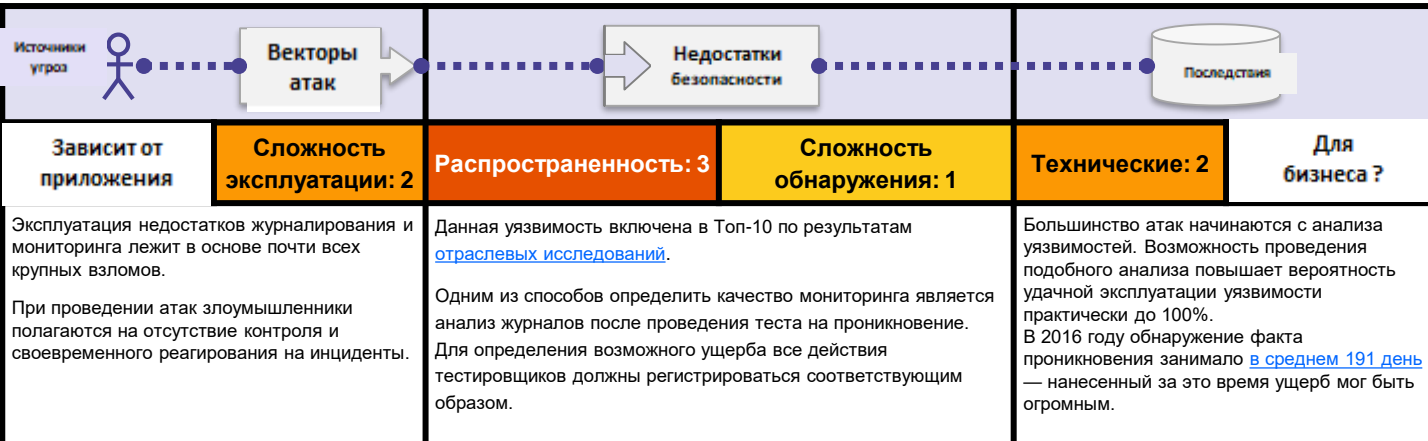 Источники
угроз
Векторы
атак
Недостатки
безопасности
Последствия
Зависит от
приложения
Сложность
эксплуатации: 2
Распространенность: 3
Сложность
обнаружения: 1
Технические: 2
Для
бизнеса ?
Эксплуатация недостатков журналирования и
мониторинга лежит в основе почти всех
крупных взломов.
При проведении атак злоумышленники
полагаются на отсутствие контроля и
своевременного реагирования на инциденты.
Данная уязвимость включена в Топ-10 по результатам
отраслевых исследований.
Одним из способов определить качество мониторинга является
анализ журналов после проведения теста на проникновение.
Для определения возможного ущерба все действия
тестировщиков должны регистрироваться соответствующим
образом.
Большинство атак начинаются с анализа
уязвимостей. Возможность проведения
подобного анализа повышает вероятность
удачной эксплуатации уязвимости
практически до 100%.
В 2016 году обнаружение факта
проникновения занимало в среднем 191 день
— нанесенный за это время ущерб мог быть
огромным.